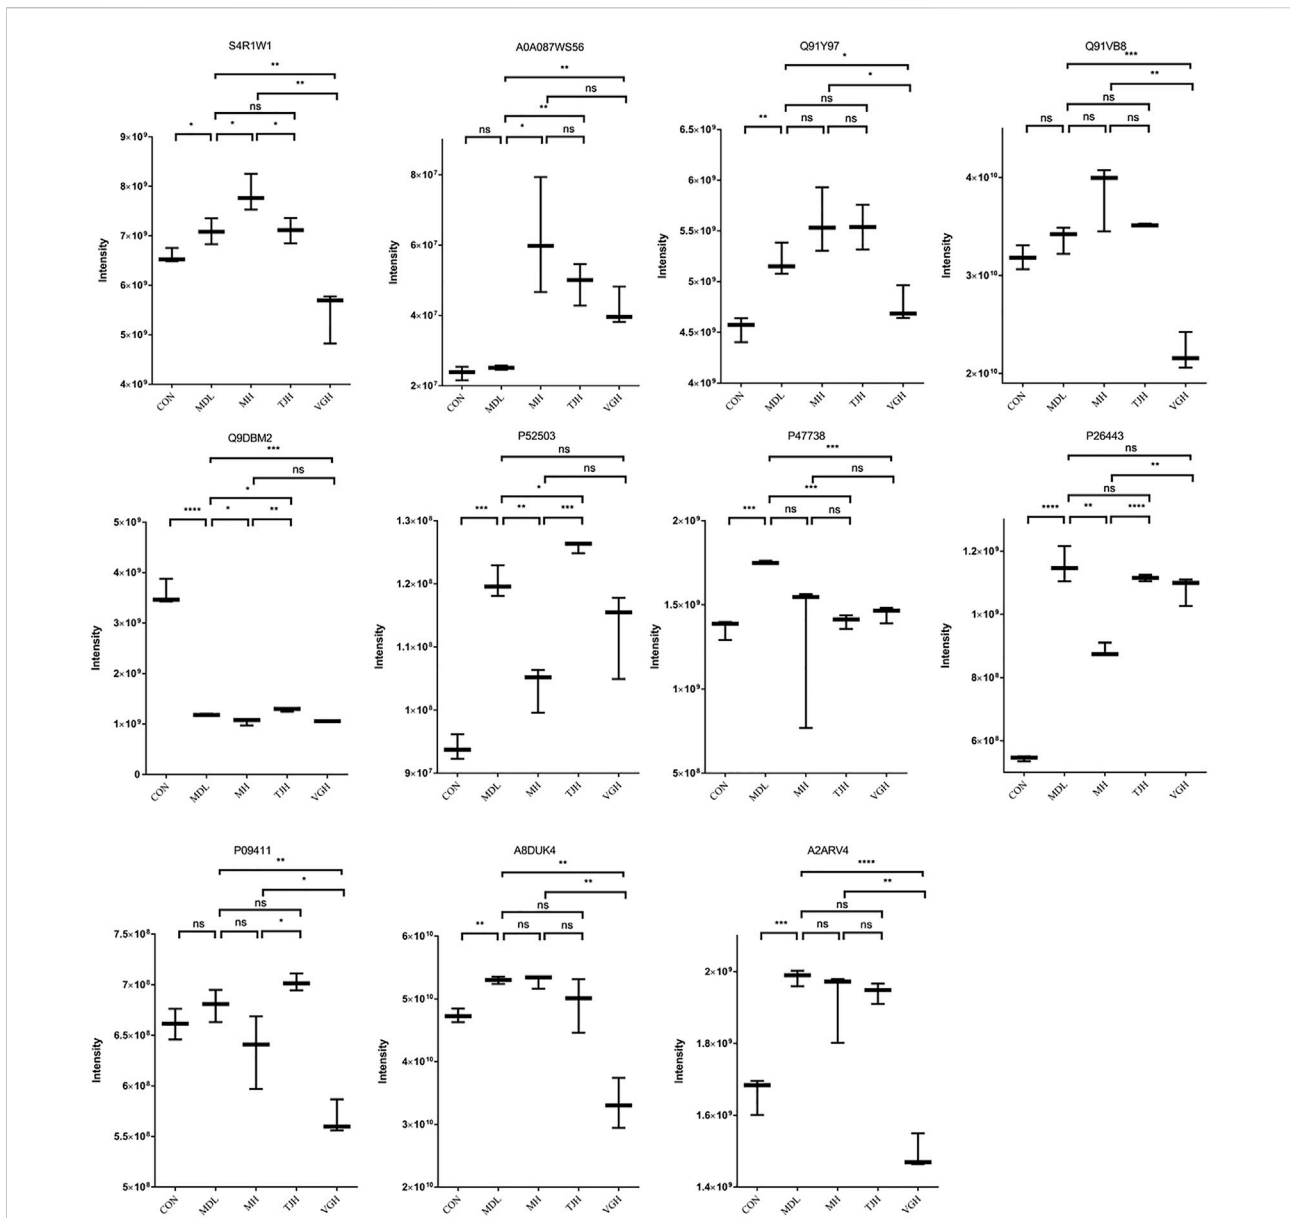 S4R1W1
**
**
ns
* * *
9×10⁹
8×10⁹
7×10⁹
6×10⁹
5×10⁹
4×10⁹
Intensity
CON MDL MH TJH VGH
A0A087WS56
**
ns
**
ns * ns
8×10⁷
6×10⁷
4×10⁷
2×10⁷
Intensity
CON MDL MH TJH VGH
Q91Y97
*
*
ns
** ns ns
6.5×10⁹
6×10⁹
5.5×10⁹
5×10⁹
4.5×10⁹
4×10⁹
Intensity
CON MDL MH TJH VGH
Q91VB8
***
**
ns
ns ns ns
4×10¹⁰
3×10¹⁰
2×10¹⁰
Intensity
CON MDL MH TJH VGH
Q9DBM2
***
ns
*
**** * **
5×10⁹
4×10⁹
3×10⁹
2×10⁹
1×10⁹
0
Intensity
CON MDL MH TJH VGH
P52503
ns
ns
*
*** ** ***
1.3×10⁸
1.2×10⁸
1.1×10⁸
1×10⁸
9×10⁷
Intensity
CON MDL MH TJH VGH
P47738
***
ns
***
*** ns ns
2×10⁹
1.5×10⁹
1×10⁹
5×10⁸
Intensity
CON MDL MH TJH VGH
P26443
ns
**
ns
**** ** ****
1.2×10⁹
1×10⁹
8×10⁸
6×10⁸
Intensity
CON MDL MH TJH VGH
P09411
**
*
ns
ns ns *
7.5×10⁸
7×10⁸
6.5×10⁸
6×10⁸
5.5×10⁸
5×10⁸
Intensity
CON MDL MH TJH VGH
A8DUK4
**
**
ns
** ns ns
6×10¹⁰
5×10¹⁰
4×10¹⁰
3×10¹⁰
2×10¹⁰
Intensity
CON MDL MH TJH VGH
A2ARV4
****
**
ns
*** ns ns
2×10⁹
1.8×10⁹
1.6×10⁹
1.4×10⁹
Intensity
CON MDL MH TJH VGH